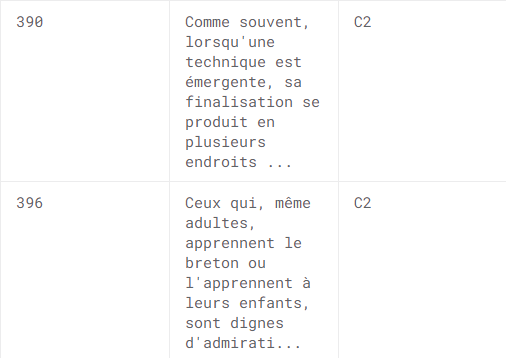 390
Comme souvent,
lorsqu'une
technique est
émergente, sa
finalisation se
produit en
plusieurs
endroits ...
C2
396
Ceux qui, même
adultes,
apprennent le
breton ou
l'apprennent à
leurs enfants,
sont dignes
d'admirati...
C2